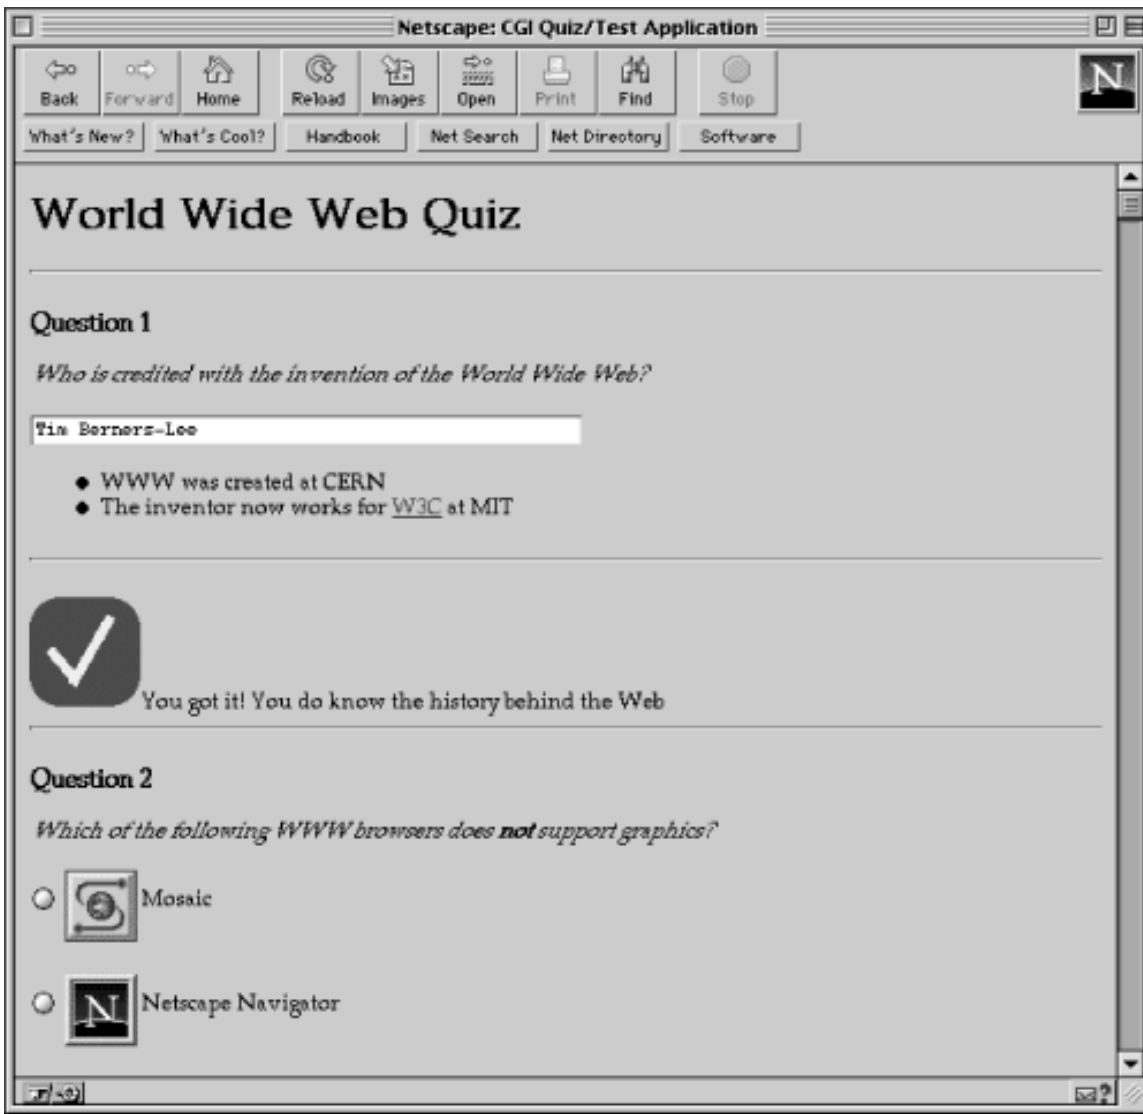 Netscape: CGI Quiz/Test Application
Back Forward Home Reload Images Open Print Find Stop
N
What's New? What's Cool? Handbook Net Search Net Directory Software
World Wide Web Quiz
Question 1
Who is credited with the invention of the World Wide Web?
Tim Berners-Lee
WWW was created at CERN
The inventor now works for W3C at MIT
You got it! You do know the history behind the Web
Question 2
Which of the following WWW browsers does not support graphics?
Mosaic
N Netscape Navigator
?